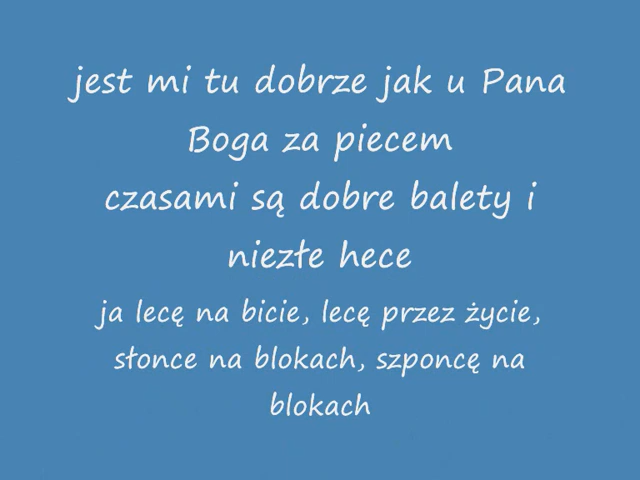 jest mi tu dobrze jak u Pana
Boga za piecem
czasami są dobre balety i
niezłe hece
ja lecę na bicie, lecę przez życie,
słonce na blokach, szponcę na
blokach